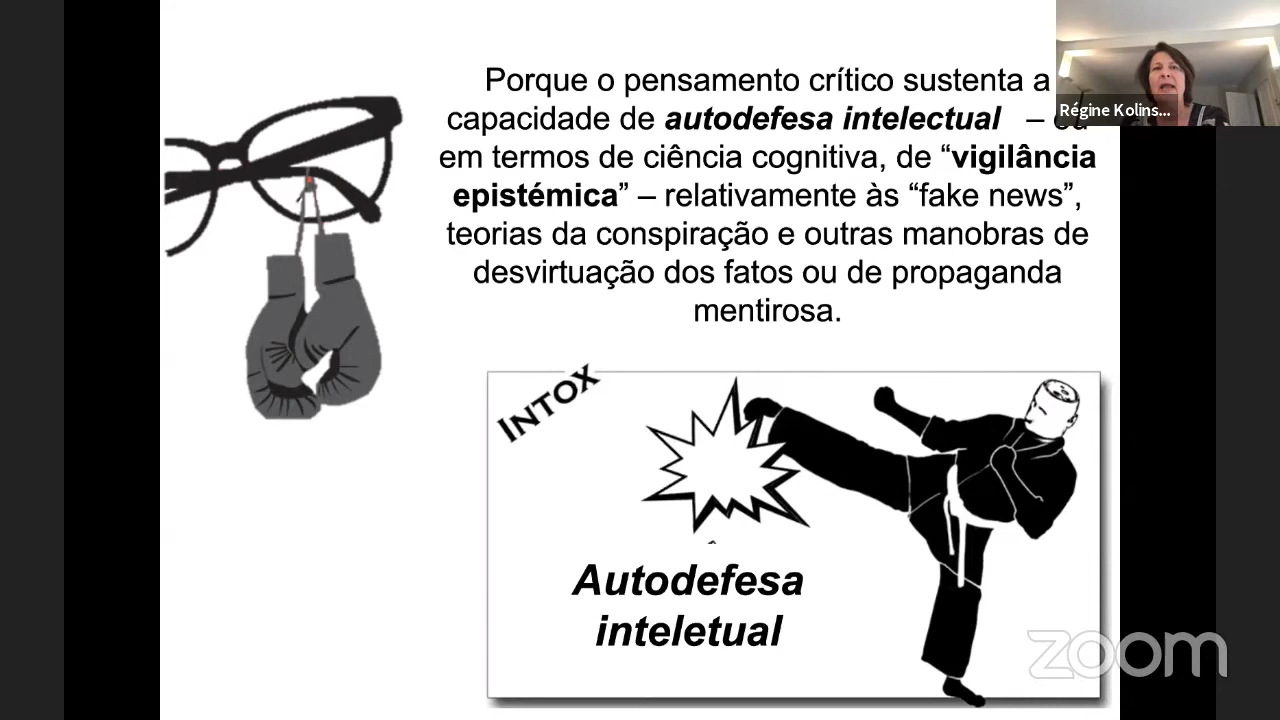 Porque o pensamento crítico sustenta a
capacidade de autodefesa intelectual – ou
em termos de ciência cognitiva, de “vigilância
epistémica” – relativamente às “fake news”,
teorias da conspiração e outras manobras de
desvirtuação dos fatos ou de propaganda
mentirosa.
Régine Kolins...
INTOX
Autodefesa
inteletual
zoom